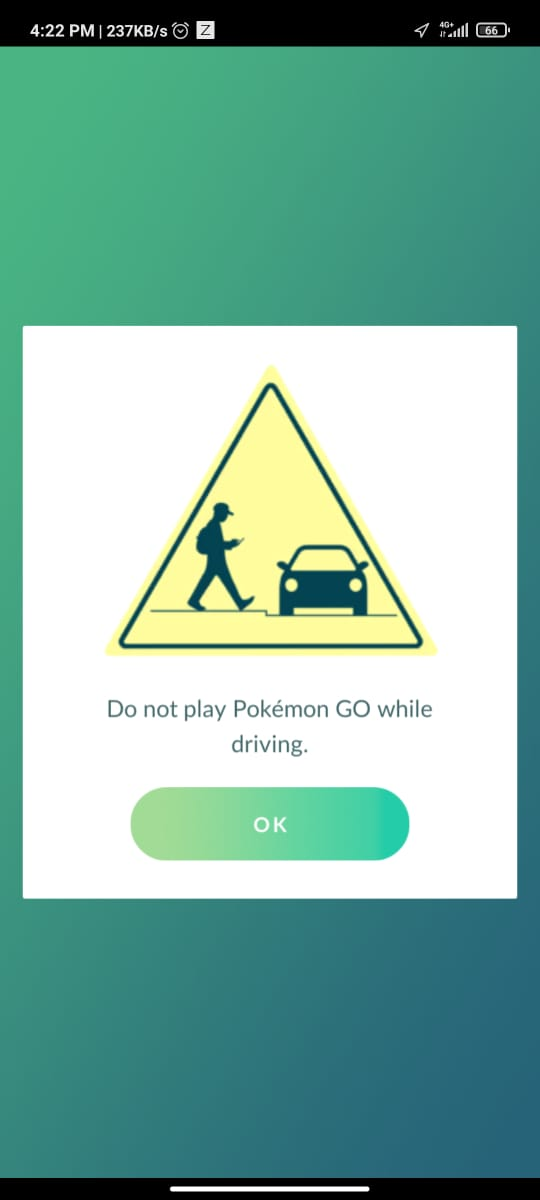 4:22 PM | 237KB/s Z 4G+ 66
Do not play Pokémon GO while
driving.
OK